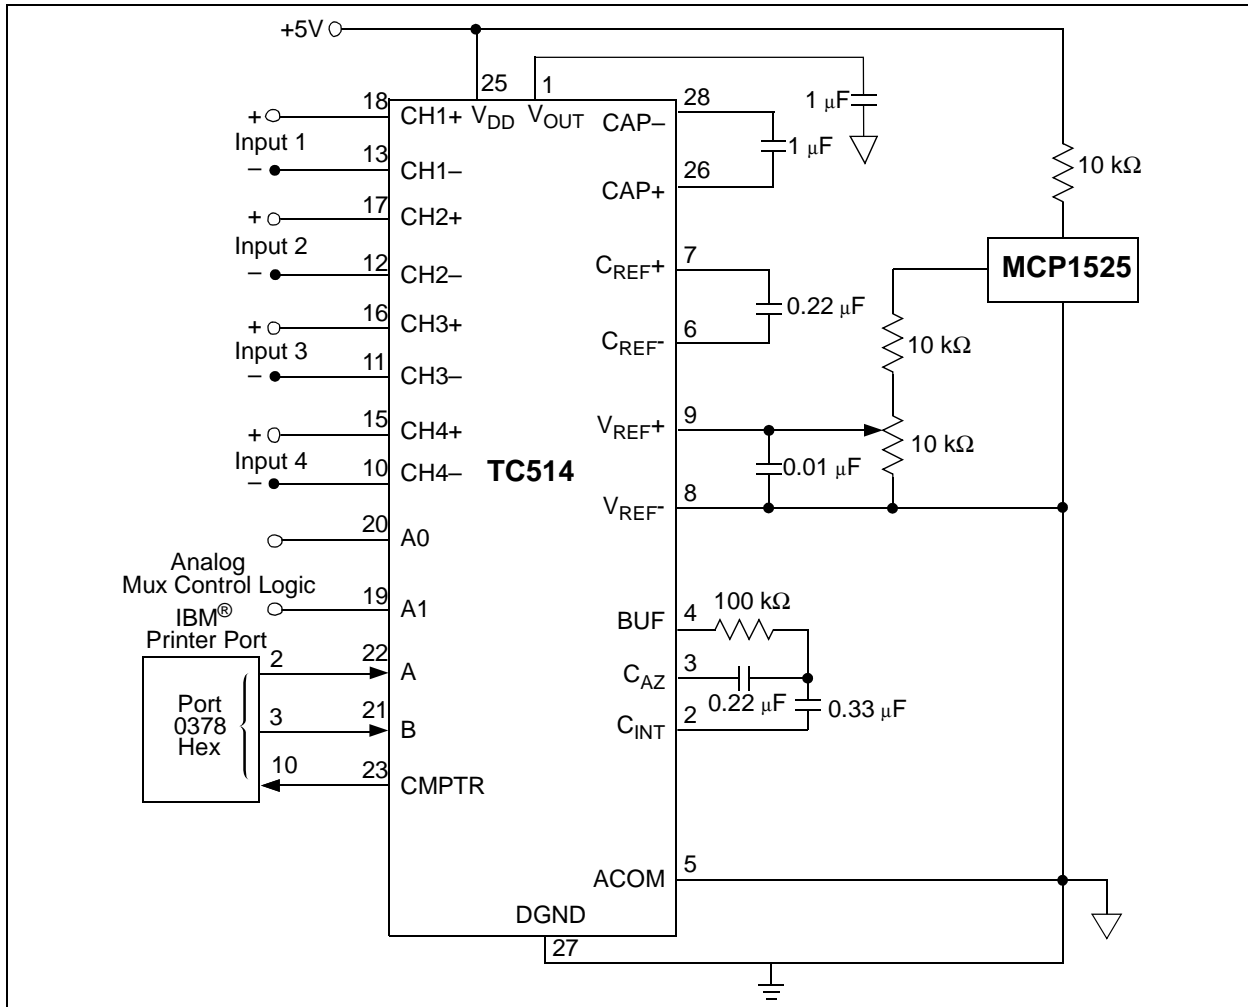 +5V
25
1
V_DD
V_OUT
1 μF
18
CH1+
+
Input 1
–
13
CH1–
17
CH2+
+
Input 2
–
12
CH2–
16
CH3+
+
Input 3
–
11
CH3–
15
CH4+
+
Input 4
–
10
CH4–
TC514
20
A0
Analog
Mux Control Logic
19
A1
IBM®
Printer Port
Port
0378
Hex
2
22
A
3
21
B
10
23
CMPTR
28
CAP–
1 μF
26
CAP+
7
C_REF+
0.22 μF
6
C_REF-
9
V_REF+
0.01 μF
8
V_REF-
10 kΩ
MCP1525
10 kΩ
10 kΩ
BUF
4
100 kΩ
C_AZ
3
0.22 μF
0.33 μF
C_INT
2
ACOM
5
DGND
27